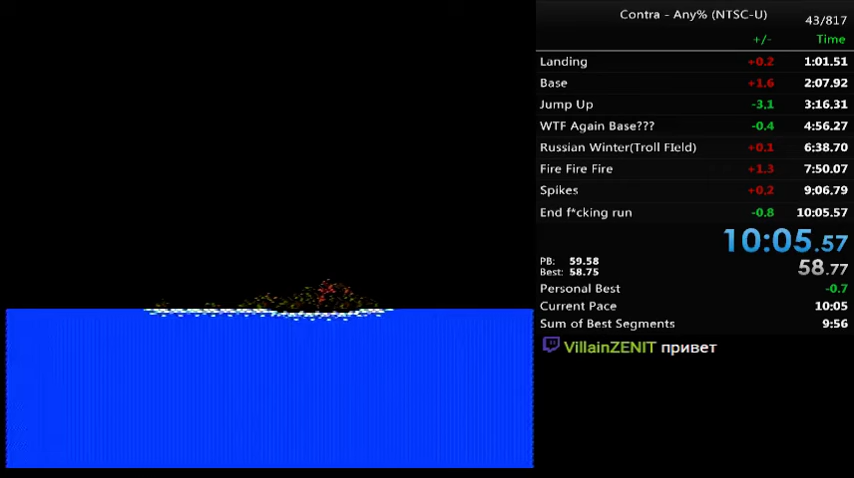 Contra - Any% (NTSC-U)
43/817
+/- Time
Landing +0.2 1:01.51
Base +1.6 2:07.92
Jump Up -3.1 3:16.31
WTF Again Base??? -0.4 4:56.27
Russian Winter(Troll FIeld) +0.1 6:38.70
Fire Fire Fire +1.3 7:50.07
Spikes +0.2 9:06.79
End f*cking run -0.8 10:05.57
10:05.57
PB: 59.58
Best: 58.75
58.77
Personal Best -0.7
Current Pace 10:05
Sum of Best Segments 9:56
VillainZENIT привет